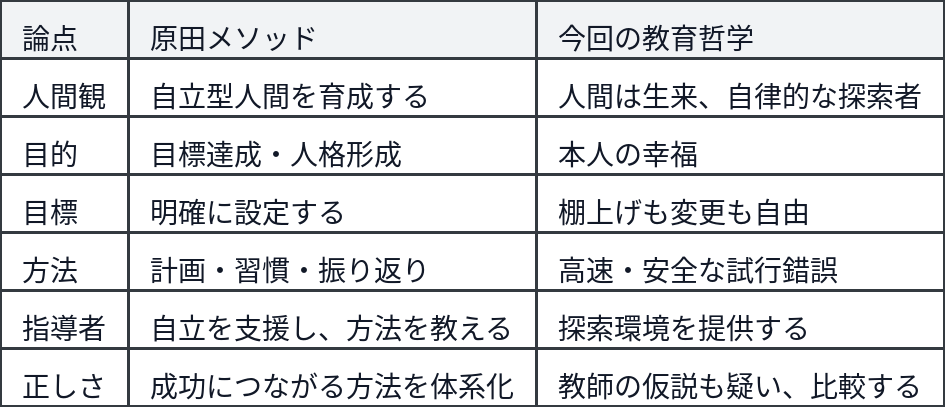 論点 原田メソッド 今回の教育哲学
人間観 自立型人間を育成する 人間は生来、自律的な探索者
目的 目標達成・人格形成 本人の幸福
目標 明確に設定する 棚上げも変更も自由
方法 計画・習慣・振り返り 高速・安全な試行錯誤
指導者 自立を支援し、方法を教える 探索環境を提供する
正しさ 成功につながる方法を体系化 教師の仮説も疑い、比較する